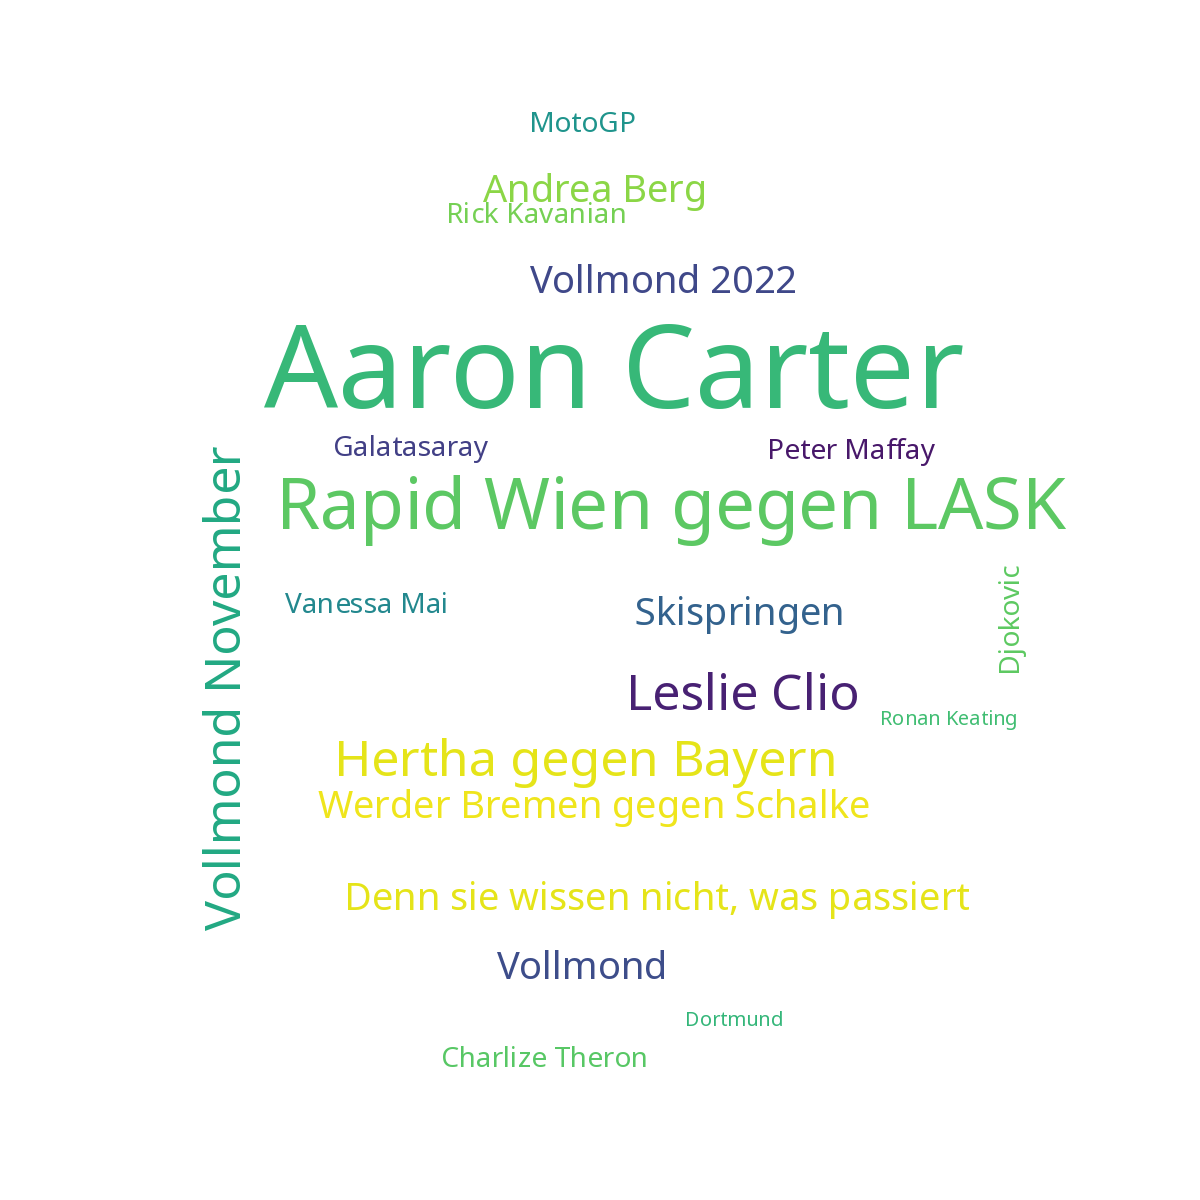 MotoGP
Andrea Berg
Rick Kavanian
Vollmond 2022
Aaron Carter
Galatasaray
Peter Maffay
Rapid Wien gegen LASK
Vollmond November
Vanessa Mai
Skispringen
Djokovic
Leslie Clio
Ronan Keating
Hertha gegen Bayern
Werder Bremen gegen Schalke
Denn sie wissen nicht, was passiert
Vollmond
Dortmund
Charlize Theron